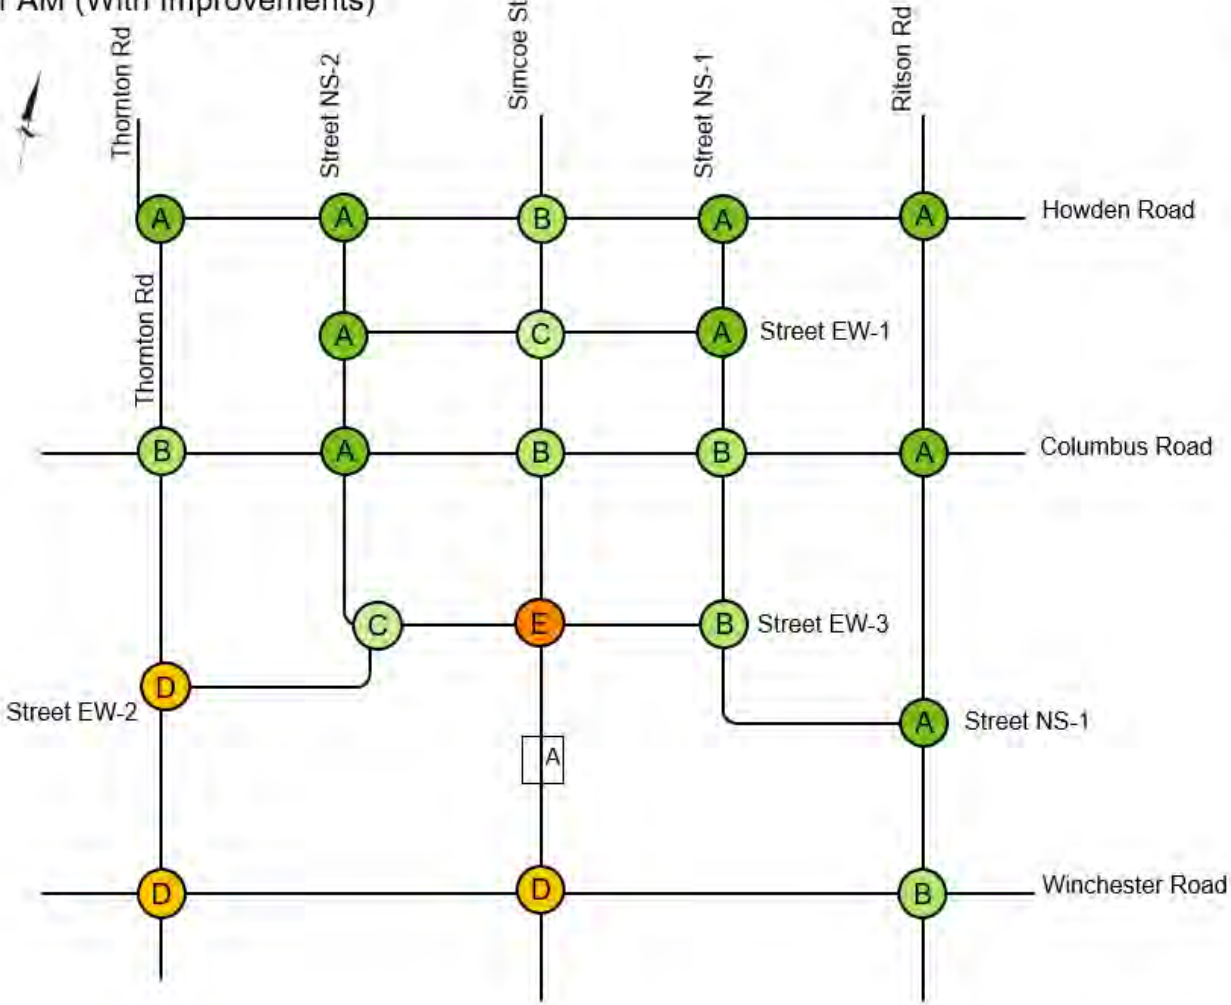 AM (With Improvements)
Thornton Rd
Street NS-2
Simcoe St
Street NS-1
Ritson Rd
A A B A A Howden Road
Thornton Rd
A C A Street EW-1
B A B B A Columbus Road
C E B Street EW-3
D
Street EW-2
A Street NS-1
A
D D B Winchester Road